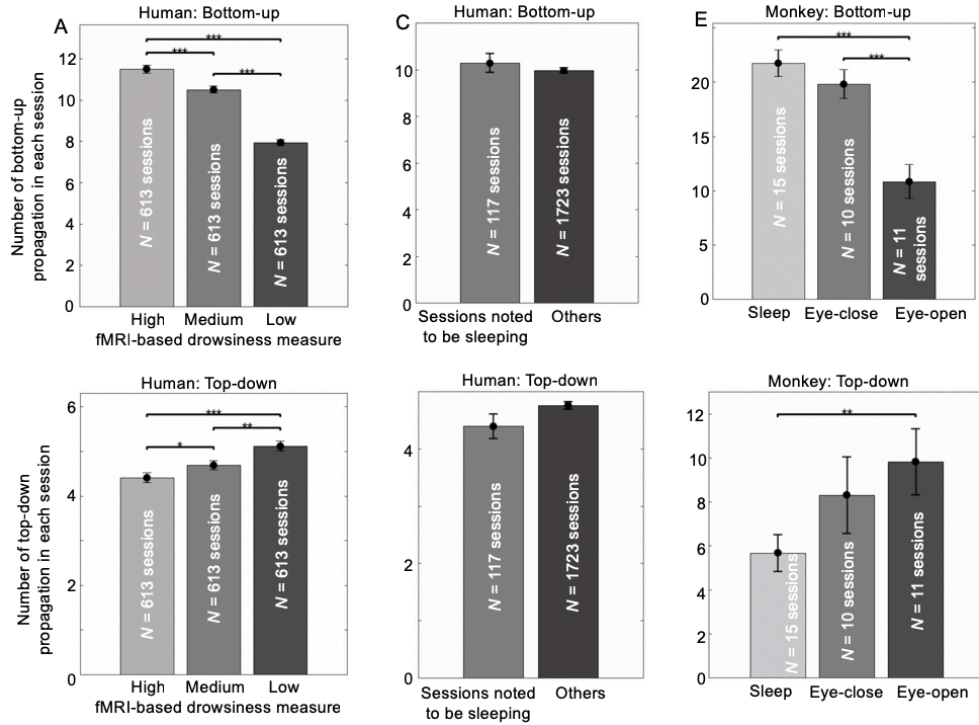 A
Human: Bottom-up
***
***
***
Number of bottom-up
propagation in each session
12
10
8
6
4
2
0
N = 613 sessions
N = 613 sessions
N = 613 sessions
High
Medium
Low
fMRI-based drowsiness measure
C
Human: Bottom-up
10
8
6
4
2
0
N = 117 sessions
N = 1723 sessions
Sessions noted
to be sleeping
Others
E
Monkey: Bottom-up
***
***
20
15
10
5
0
N = 15 sessions
N = 10 sessions
N = 11
sessions
Sleep
Eye-close
Eye-open
Human: Top-down
***
*
**
Number of top-down
propagation in each session
6
4
2
0
N = 613 sessions
N = 613 sessions
N = 613 sessions
High
Medium
Low
fMRI-based drowsiness measure
Human: Top-down
4
2
0
N = 117 sessions
N = 1723 sessions
Sessions noted
to be sleeping
Others
Monkey: Top-down
**
12
10
8
6
4
2
0
N = 15 sessions
N = 10 sessions
N = 11 sessions
Sleep
Eye-close
Eye-open